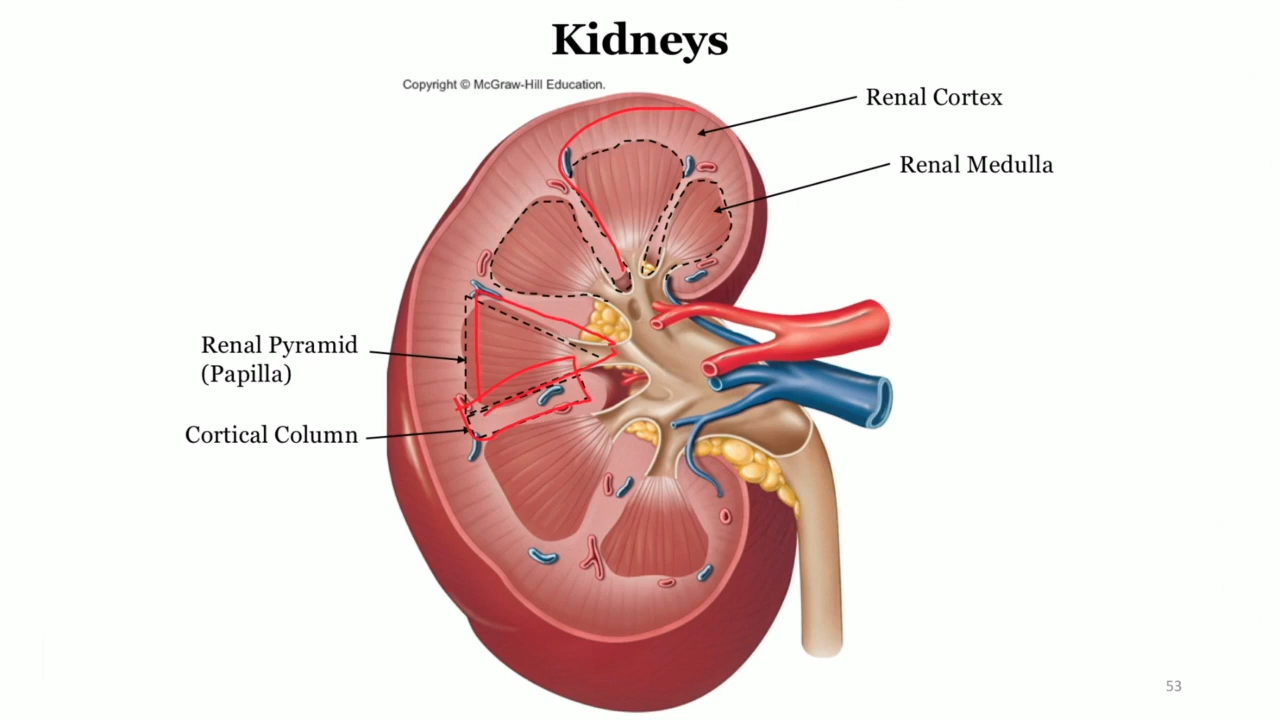 Kidneys
Copyright © McGraw-Hill Education.
Renal Cortex
Renal Medulla
Renal Pyramid
(Papilla)
Cortical Column
53